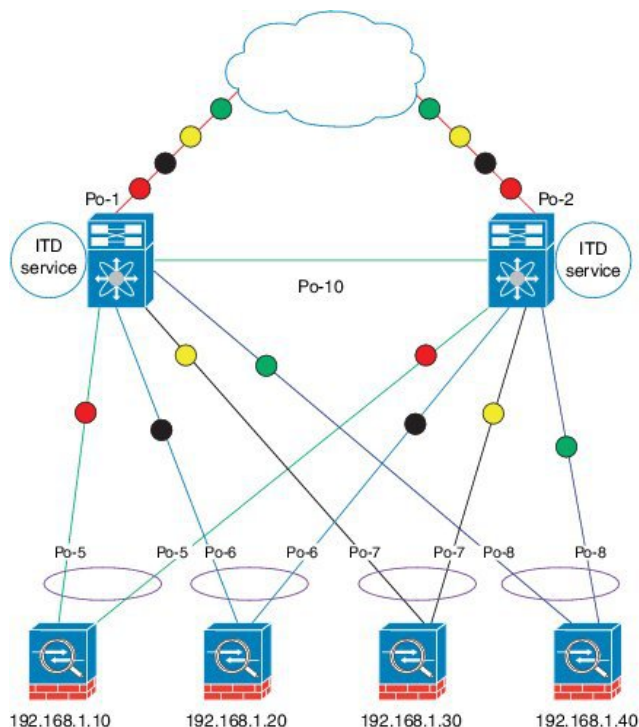 Po-1
Po-2
ITD
service
ITD
service
Po-10
Po-5
Po-5
Po-6
Po-6
Po-7
Po-7
Po-8
Po-8
192.168.1.10
192.168.1.20
192.168.1.30
192.168.1.40